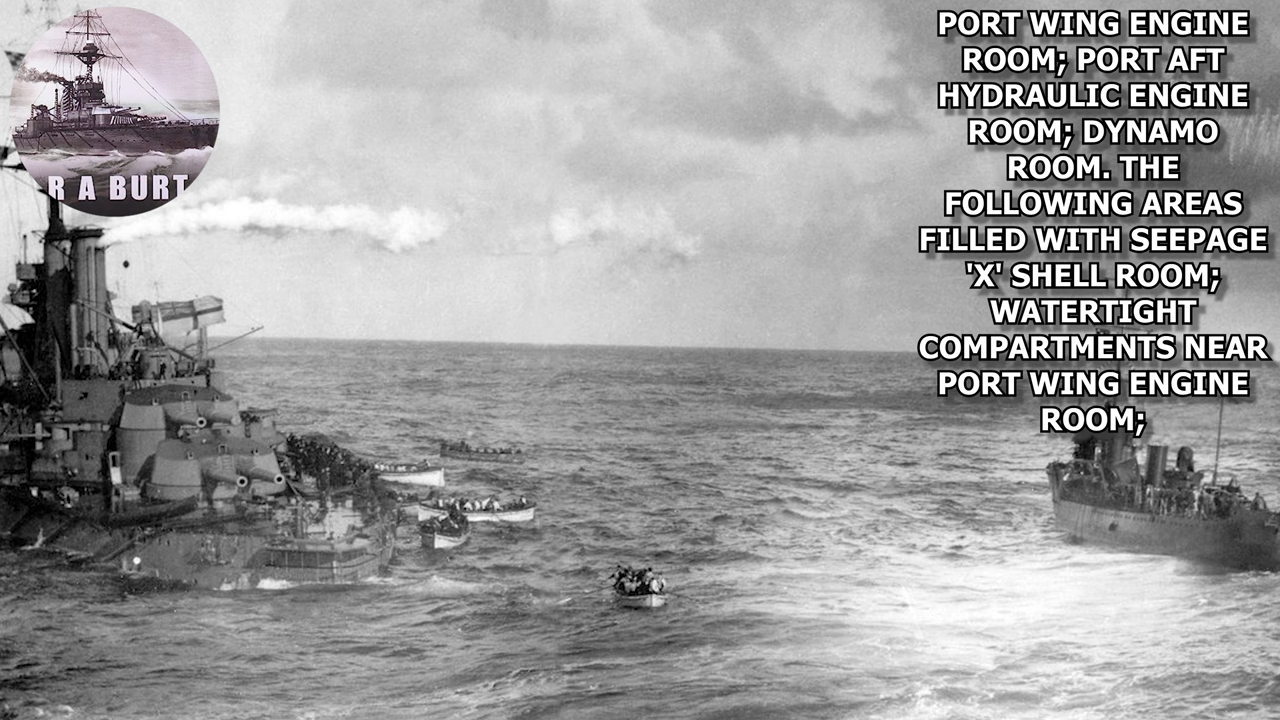 R A BURT
PORT WING ENGINE
ROOM; PORT AFT
HYDRAULIC ENGINE
ROOM; DYNAMO
ROOM. THE
FOLLOWING AREAS
FILLED WITH SEEPAGE
'X' SHELL ROOM;
WATERTIGHT
COMPARTMENTS NEAR
PORT WING ENGINE
ROOM;